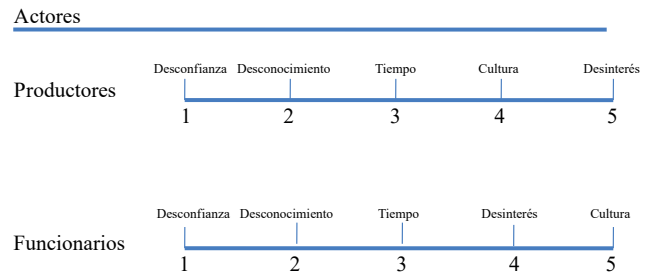 Actores
Desconfianza Desconocimiento Tiempo Cultura Desinterés
Productores
1 2 3 4 5
Desconfianza Desconocimiento Tiempo Desinterés Cultura
Funcionarios
1 2 3 4 5